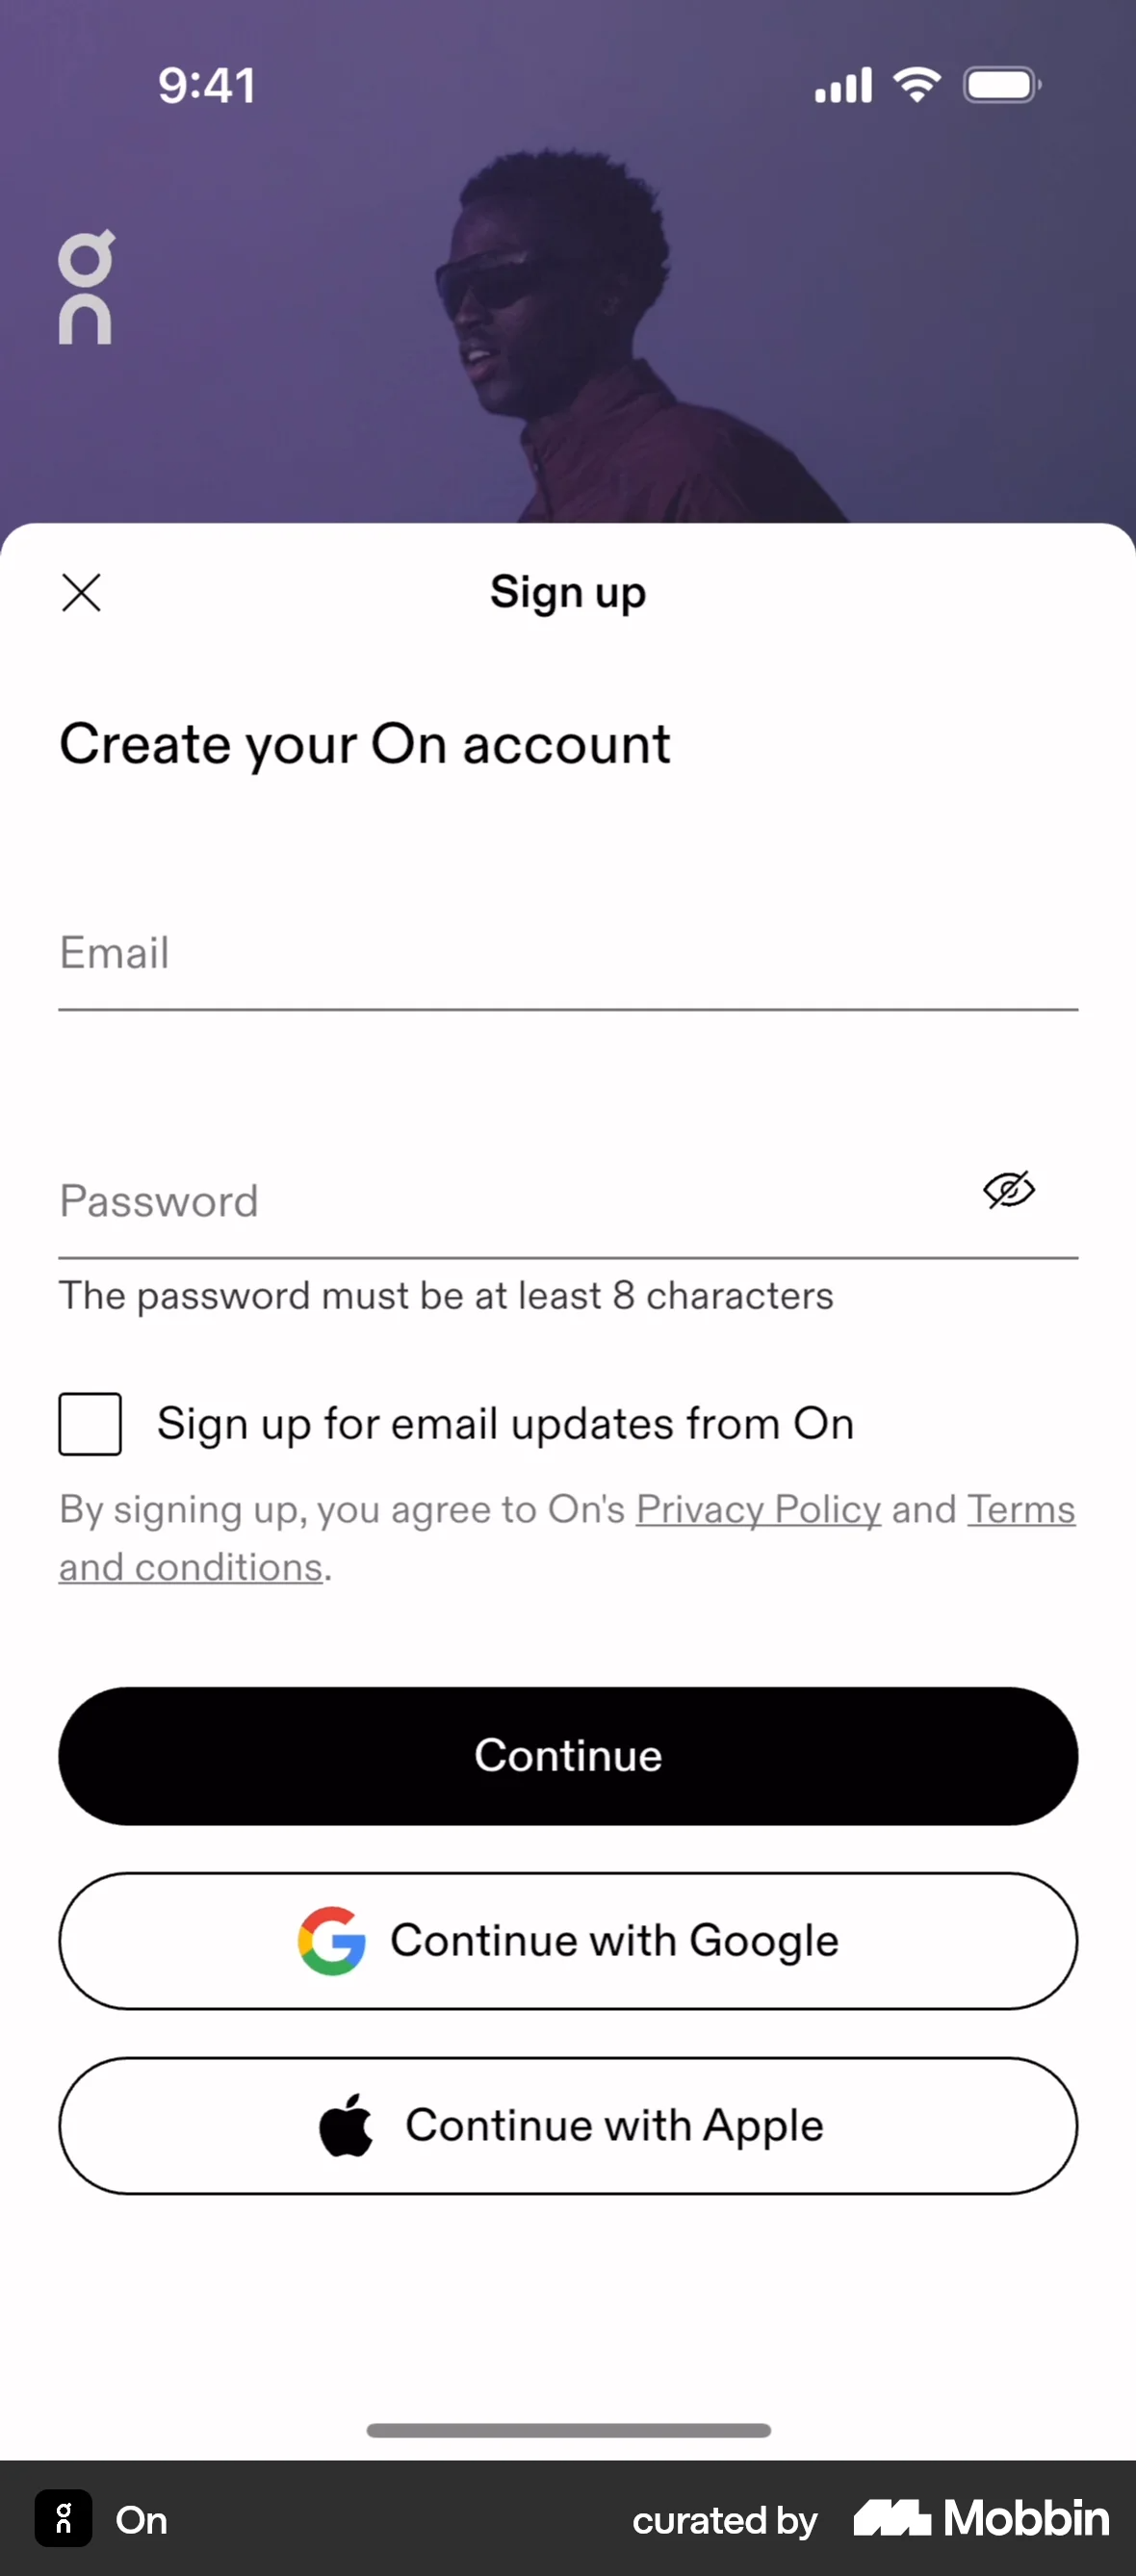 9:41
On
Sign up
Create your On account
Email
Password
The password must be at least 8 characters
Sign up for email updates from On
By signing up, you agree to On's Privacy Policy and Terms
and conditions.
Continue
Continue with Google
Continue with Apple
On
On
curated by Mobbin